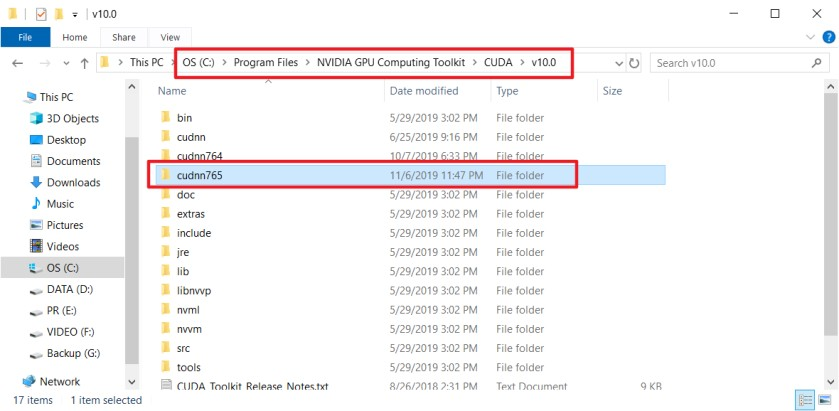 v10.0
File Home Share View
This PC OS (C:) Program Files NVIDIA GPU Computing Toolkit CUDA v10.0 Search v10.0
Name Date modified Type Size
This PC
3D Objects
Desktop
Documents
Downloads
Music
Pictures
Videos
OS (C:)
DATA (D:)
PR (E:)
VIDEO (F:)
Backup (G:)
Network
bin 5/29/2019 3:02 PM File folder
cudnn 6/25/2019 9:16 PM File folder
cudnn764 10/7/2019 6:33 PM File folder
cudnn765 11/6/2019 11:47 PM File folder
doc 5/29/2019 3:02 PM File folder
extras 5/29/2019 3:02 PM File folder
include 5/29/2019 3:02 PM File folder
jre 5/29/2019 3:02 PM File folder
lib 5/29/2019 3:02 PM File folder
libnvvp 5/29/2019 3:02 PM File folder
nvml 5/29/2019 3:02 PM File folder
nvvm 5/29/2019 3:02 PM File folder
src 5/29/2019 3:02 PM File folder
tools 5/29/2019 3:02 PM File folder
CUDA_Toolkit_Release_Notes.txt 8/26/2018 2:31 PM Text Document 9 KB
17 items 1 item selected